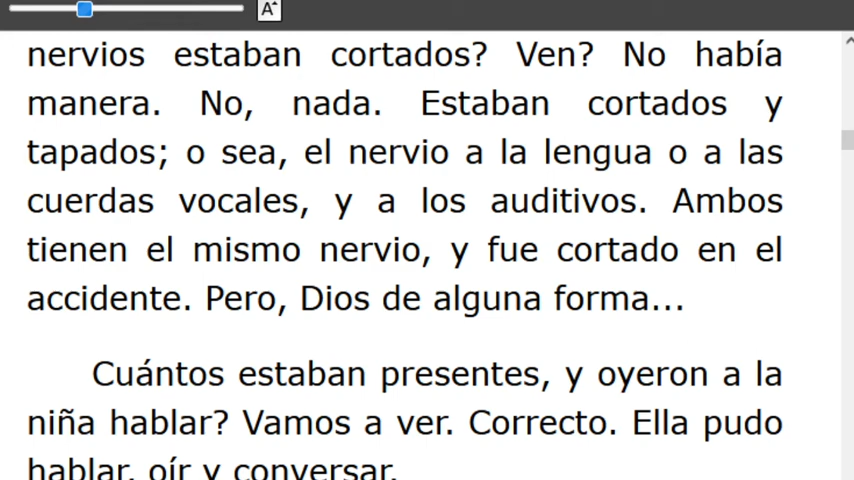 A
nervios estaban cortados? Ven? No había
manera. No, nada. Estaban cortados y
tapados; o sea, el nervio a la lengua o a las
cuerdas vocales, y a los auditivos. Ambos
tienen el mismo nervio, y fue cortado en el
accidente. Pero, Dios de alguna forma…
Cuántos estaban presentes, y oyeron a la
niña hablar? Vamos a ver. Correcto. Ella pudo
hablar, oír y conversar.